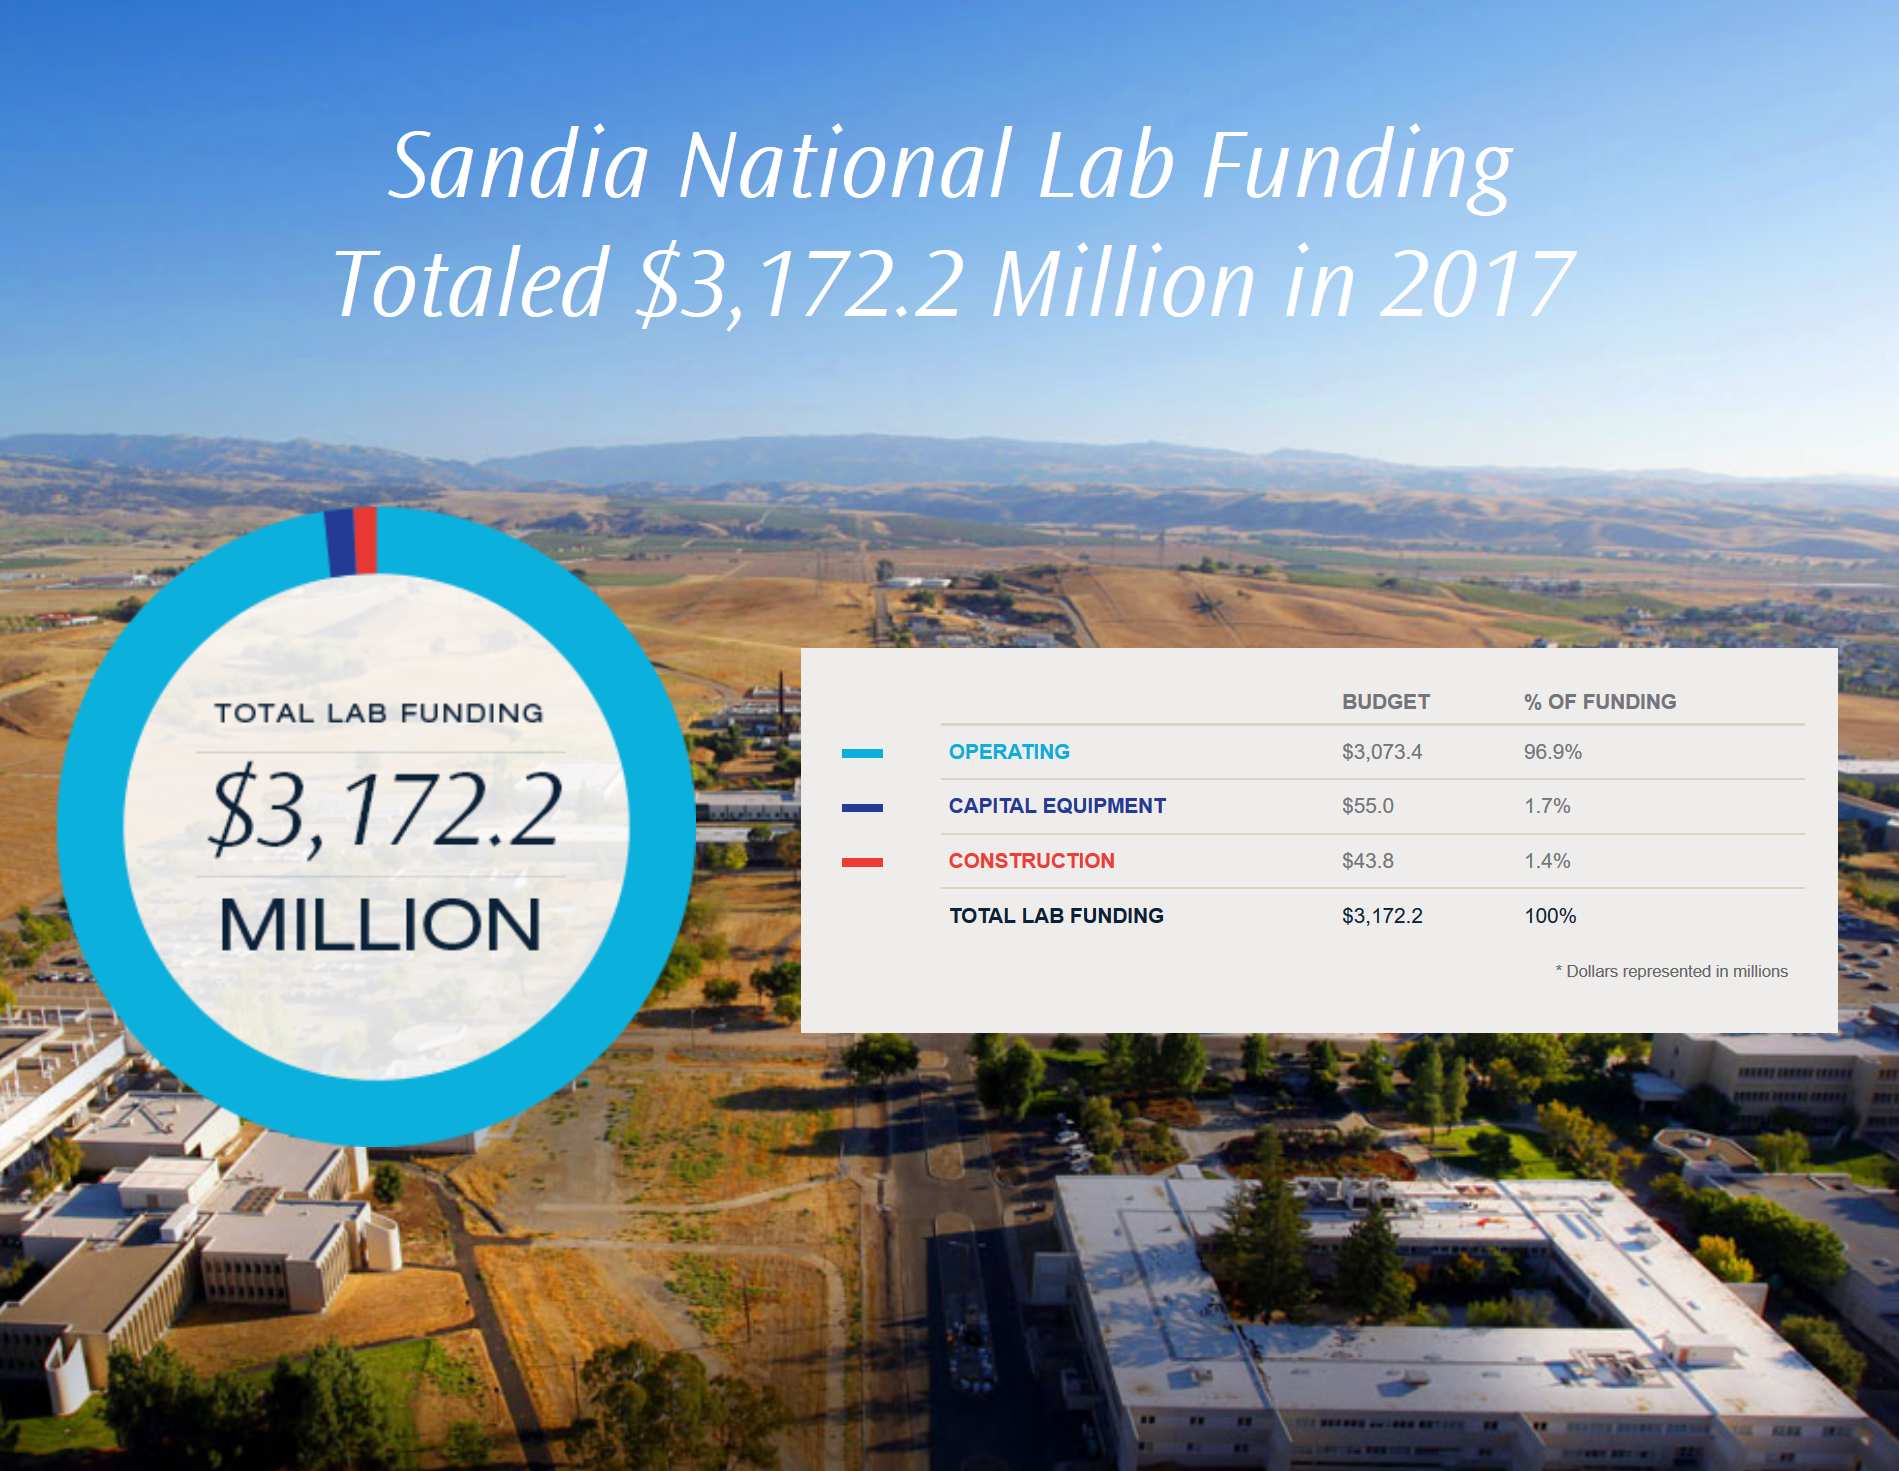 Sandia National Lab Funding
Totaled $3,172.2 Million in 2017
TOTAL LAB FUNDING
$3,172.2
MILLION
BUDGET % OF FUNDING
OPERATING $3,073.4 96.9%
CAPITAL EQUIPMENT $55.0 1.7%
CONSTRUCTION $43.8 1.4%
TOTAL LAB FUNDING $3,172.2 100%
* Dollars represented in millions